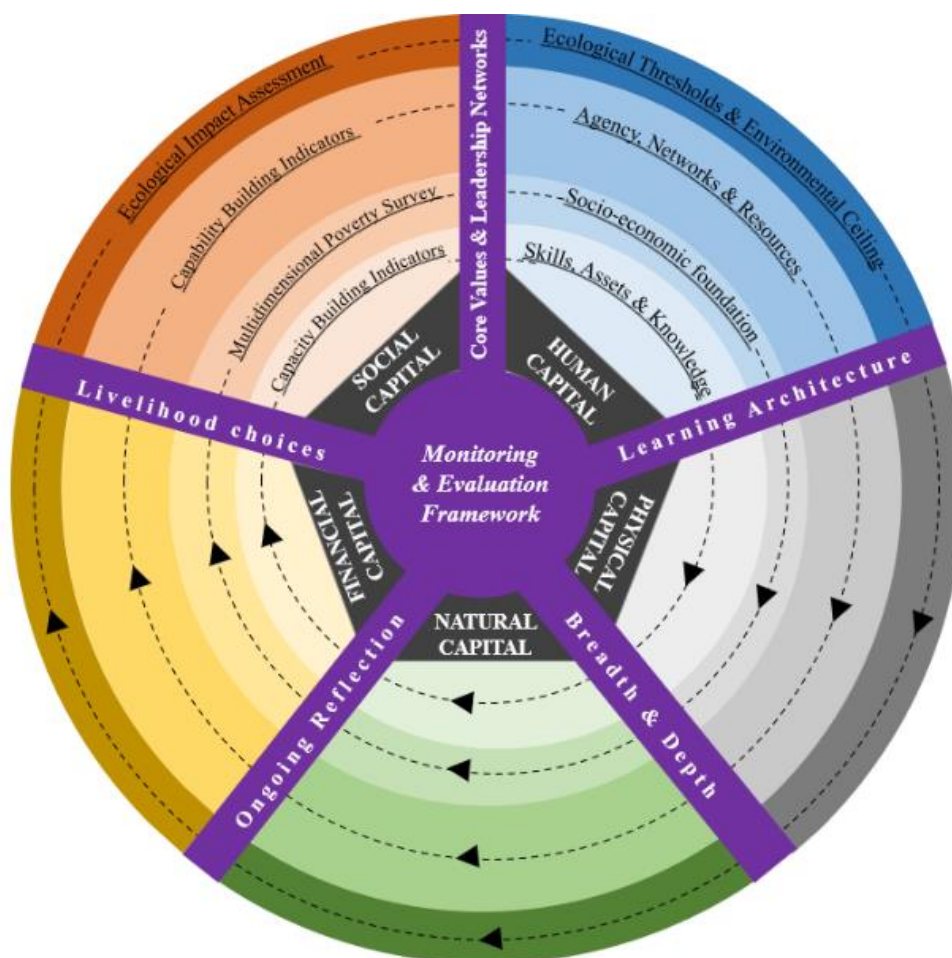 Ecological Impact Assessment
Capability Building Indicators
Multidimensional Poverty Survey
Capacity Building Indicators
Ecological Thresholds & Environmental Ceiling
Agency, Networks & Resources
Socio-economic foundation
Skills, Assets & Knowledge
Core Values & Leadership Networks
Learning Architecture
Breadth & Depth
Ongoing Reflection
Livelihood choices
SOCIAL
CAPITAL
HUMAN
CAPITAL
PHYSICAL
CAPITAL
NATURAL
CAPITAL
FINANCIAL
CAPITAL
Monitoring
& Evaluation
Framework